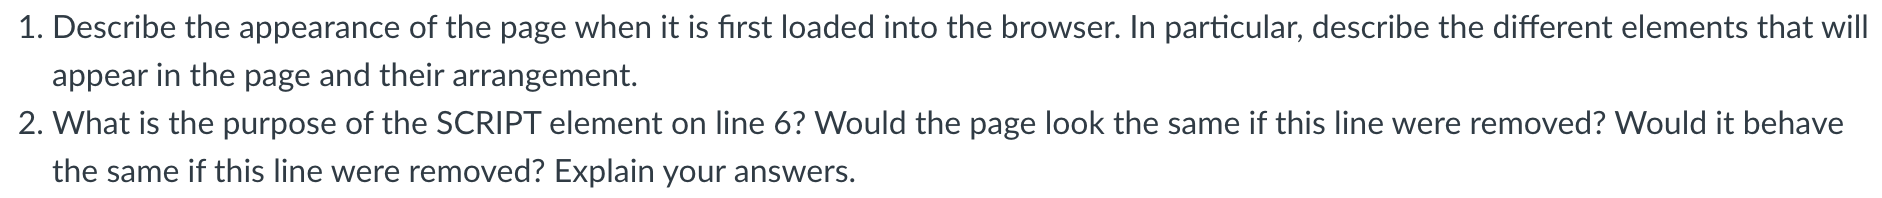 1. Describe the appearance of the page when it is first loaded into the browser. In particular, describe the different elements that will
appear in the page and their arrangement.
2. What is the purpose of the SCRIPT element on line 6? Would the page look the same if this line were removed? Would it behave
the same if this line were removed? Explain your answers.